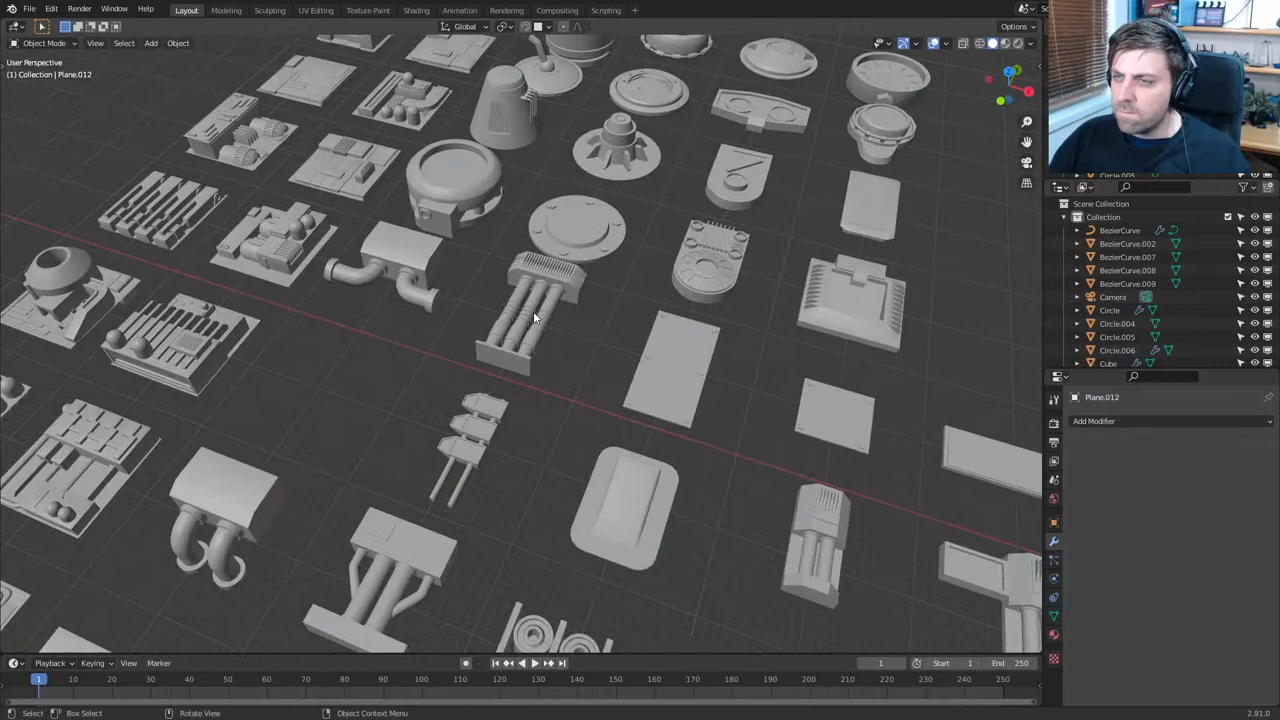 File Edit Render Window Help Layout Modeling Sculpting UV Editing Texture Paint Shading Animation Rendering Compositing Scripting +
Global Options
Object Mode View Select Add Object
User Perspective
(1) Collection | Plane.012
Z
Y
X
Circle.005
Scene Collection
Collection
BezierCurve
BezierCurve.002
BezierCurve.007
BezierCurve.008
BezierCurve.009
Camera
Circle
Circle.004
Circle.005
Circle.006
Cube
Plane.012
Add Modifier
Playback Keying View Marker 1 Start 1 End 250
1 10 20 30 40 50 60 70 80 90 100 110 120 130 140 150 160 170 180 190 200 210 220 230 240 250
Select Box Select Rotate View Object Context Menu 2.91.0